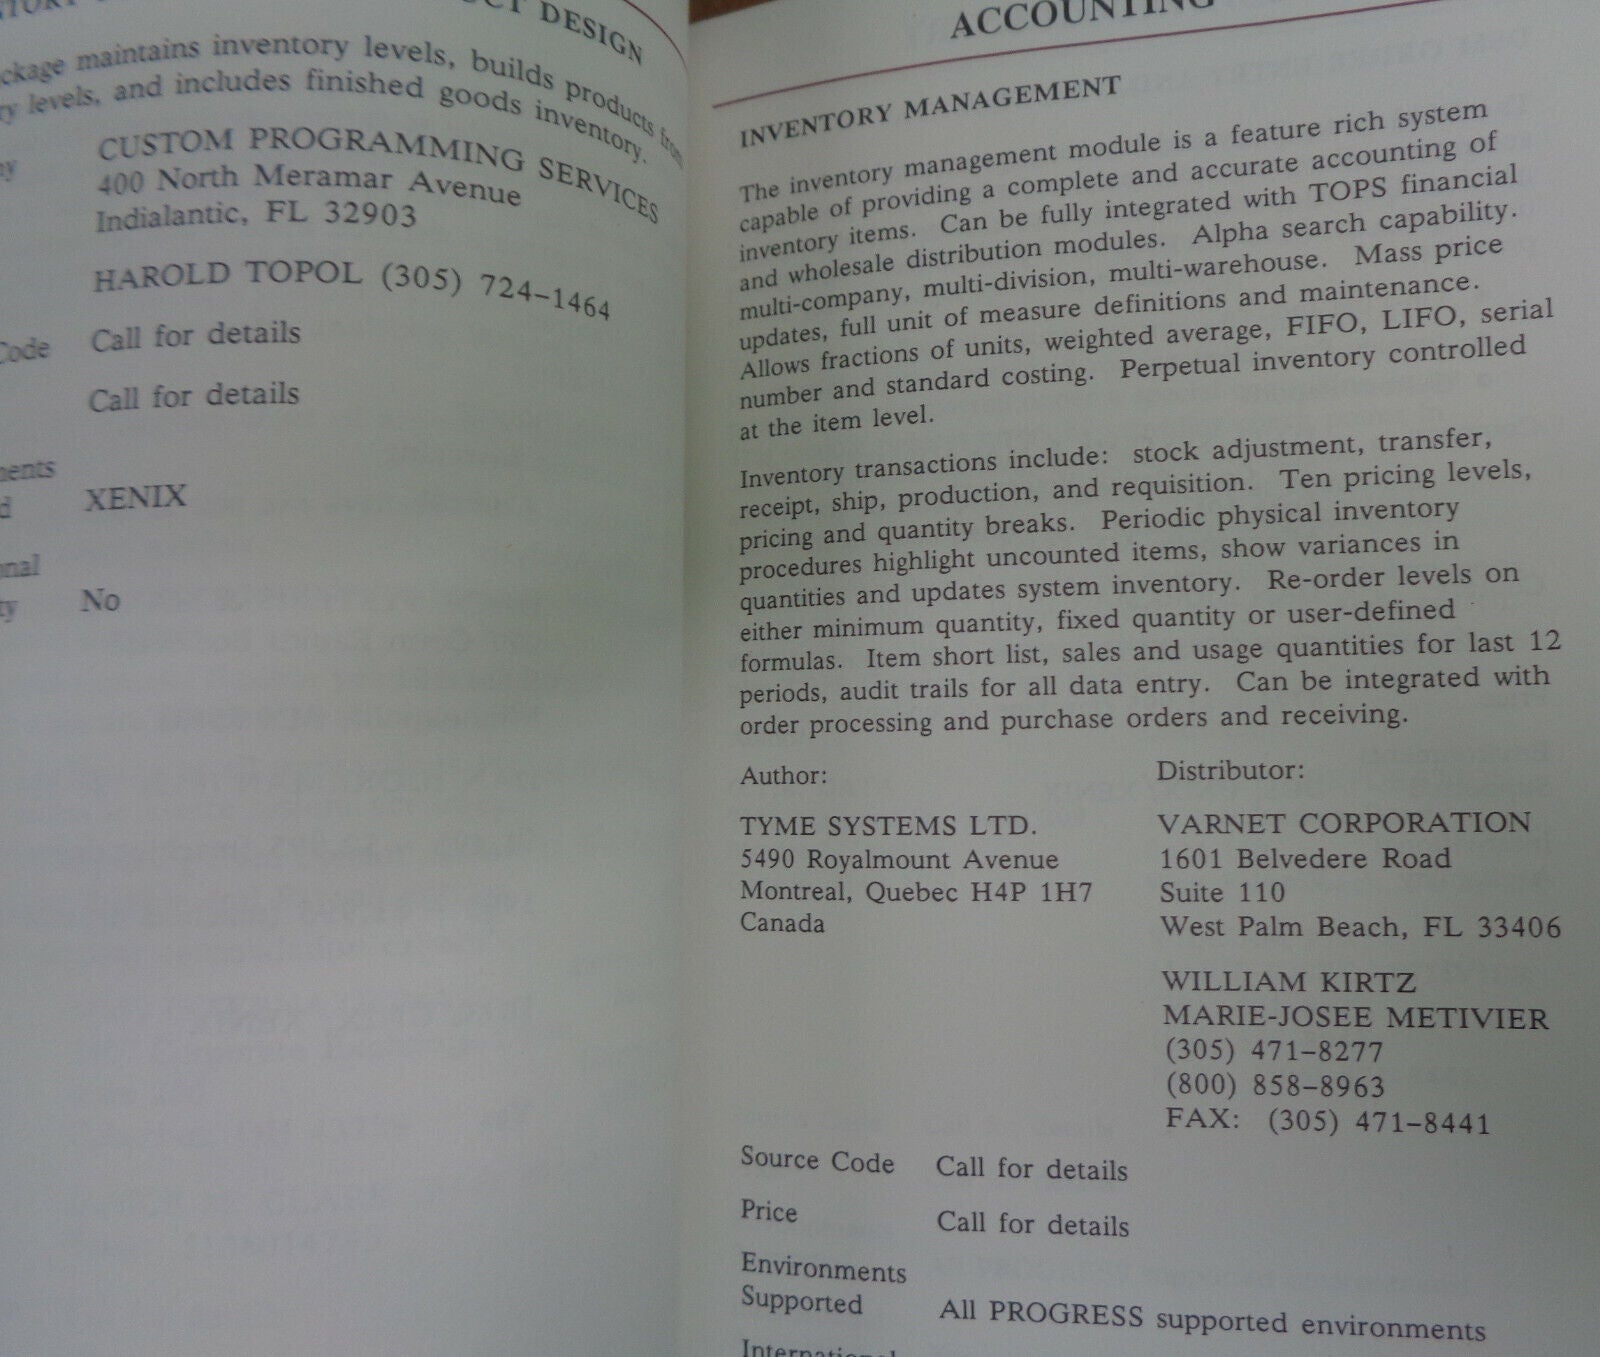 DESIGN
maintains inventory levels, builds products from
levels, and includes finished goods inventory.
CUSTOM PROGRAMMING SERVICES
400 North Meramar Avenue
Indialantic, FL 32903
HAROLD TOPOL (305) 724-1464
Code Call for details
Call for details
XENIX
No
ACCOUNTING
INVENTORY MANAGEMENT
The inventory management module is a feature rich system
capable of providing a complete and accurate accounting of
inventory items. Can be fully integrated with TOPS financial
and wholesale distribution modules. Alpha search capability.
multi-company, multi-division, multi-warehouse. Mass price
updates, full unit of measure definitions and maintenance.
Allows fractions of units, weighted average, FIFO, LIFO, serial
number and standard costing. Perpetual inventory controlled
at the item level.
Inventory transactions include: stock adjustment, transfer,
receipt, ship, production, and requisition. Ten pricing levels,
pricing and quantity breaks. Periodic physical inventory
procedures highlight uncounted items, show variances in
quantities and updates system inventory. Re-order levels on
either minimum quantity, fixed quantity or user-defined
formulas. Item short list, sales and usage quantities for last 12
periods, audit trails for all data entry. Can be integrated with
order processing and purchase orders and receiving.
Author:
TYME SYSTEMS LTD.
5490 Royalmount Avenue
Montreal, Quebec H4P 1H7
Canada
Distributor:
VARNET CORPORATION
1601 Belvedere Road
Suite 110
West Palm Beach, FL 33406
WILLIAM KIRTZ
MARIE-JOSEE METIVIER
(305) 471-8277
(800) 858-8963
FAX: (305) 471-8441
Source Code Call for details
Price Call for details
Environments
Supported All PROGRESS supported environments
International